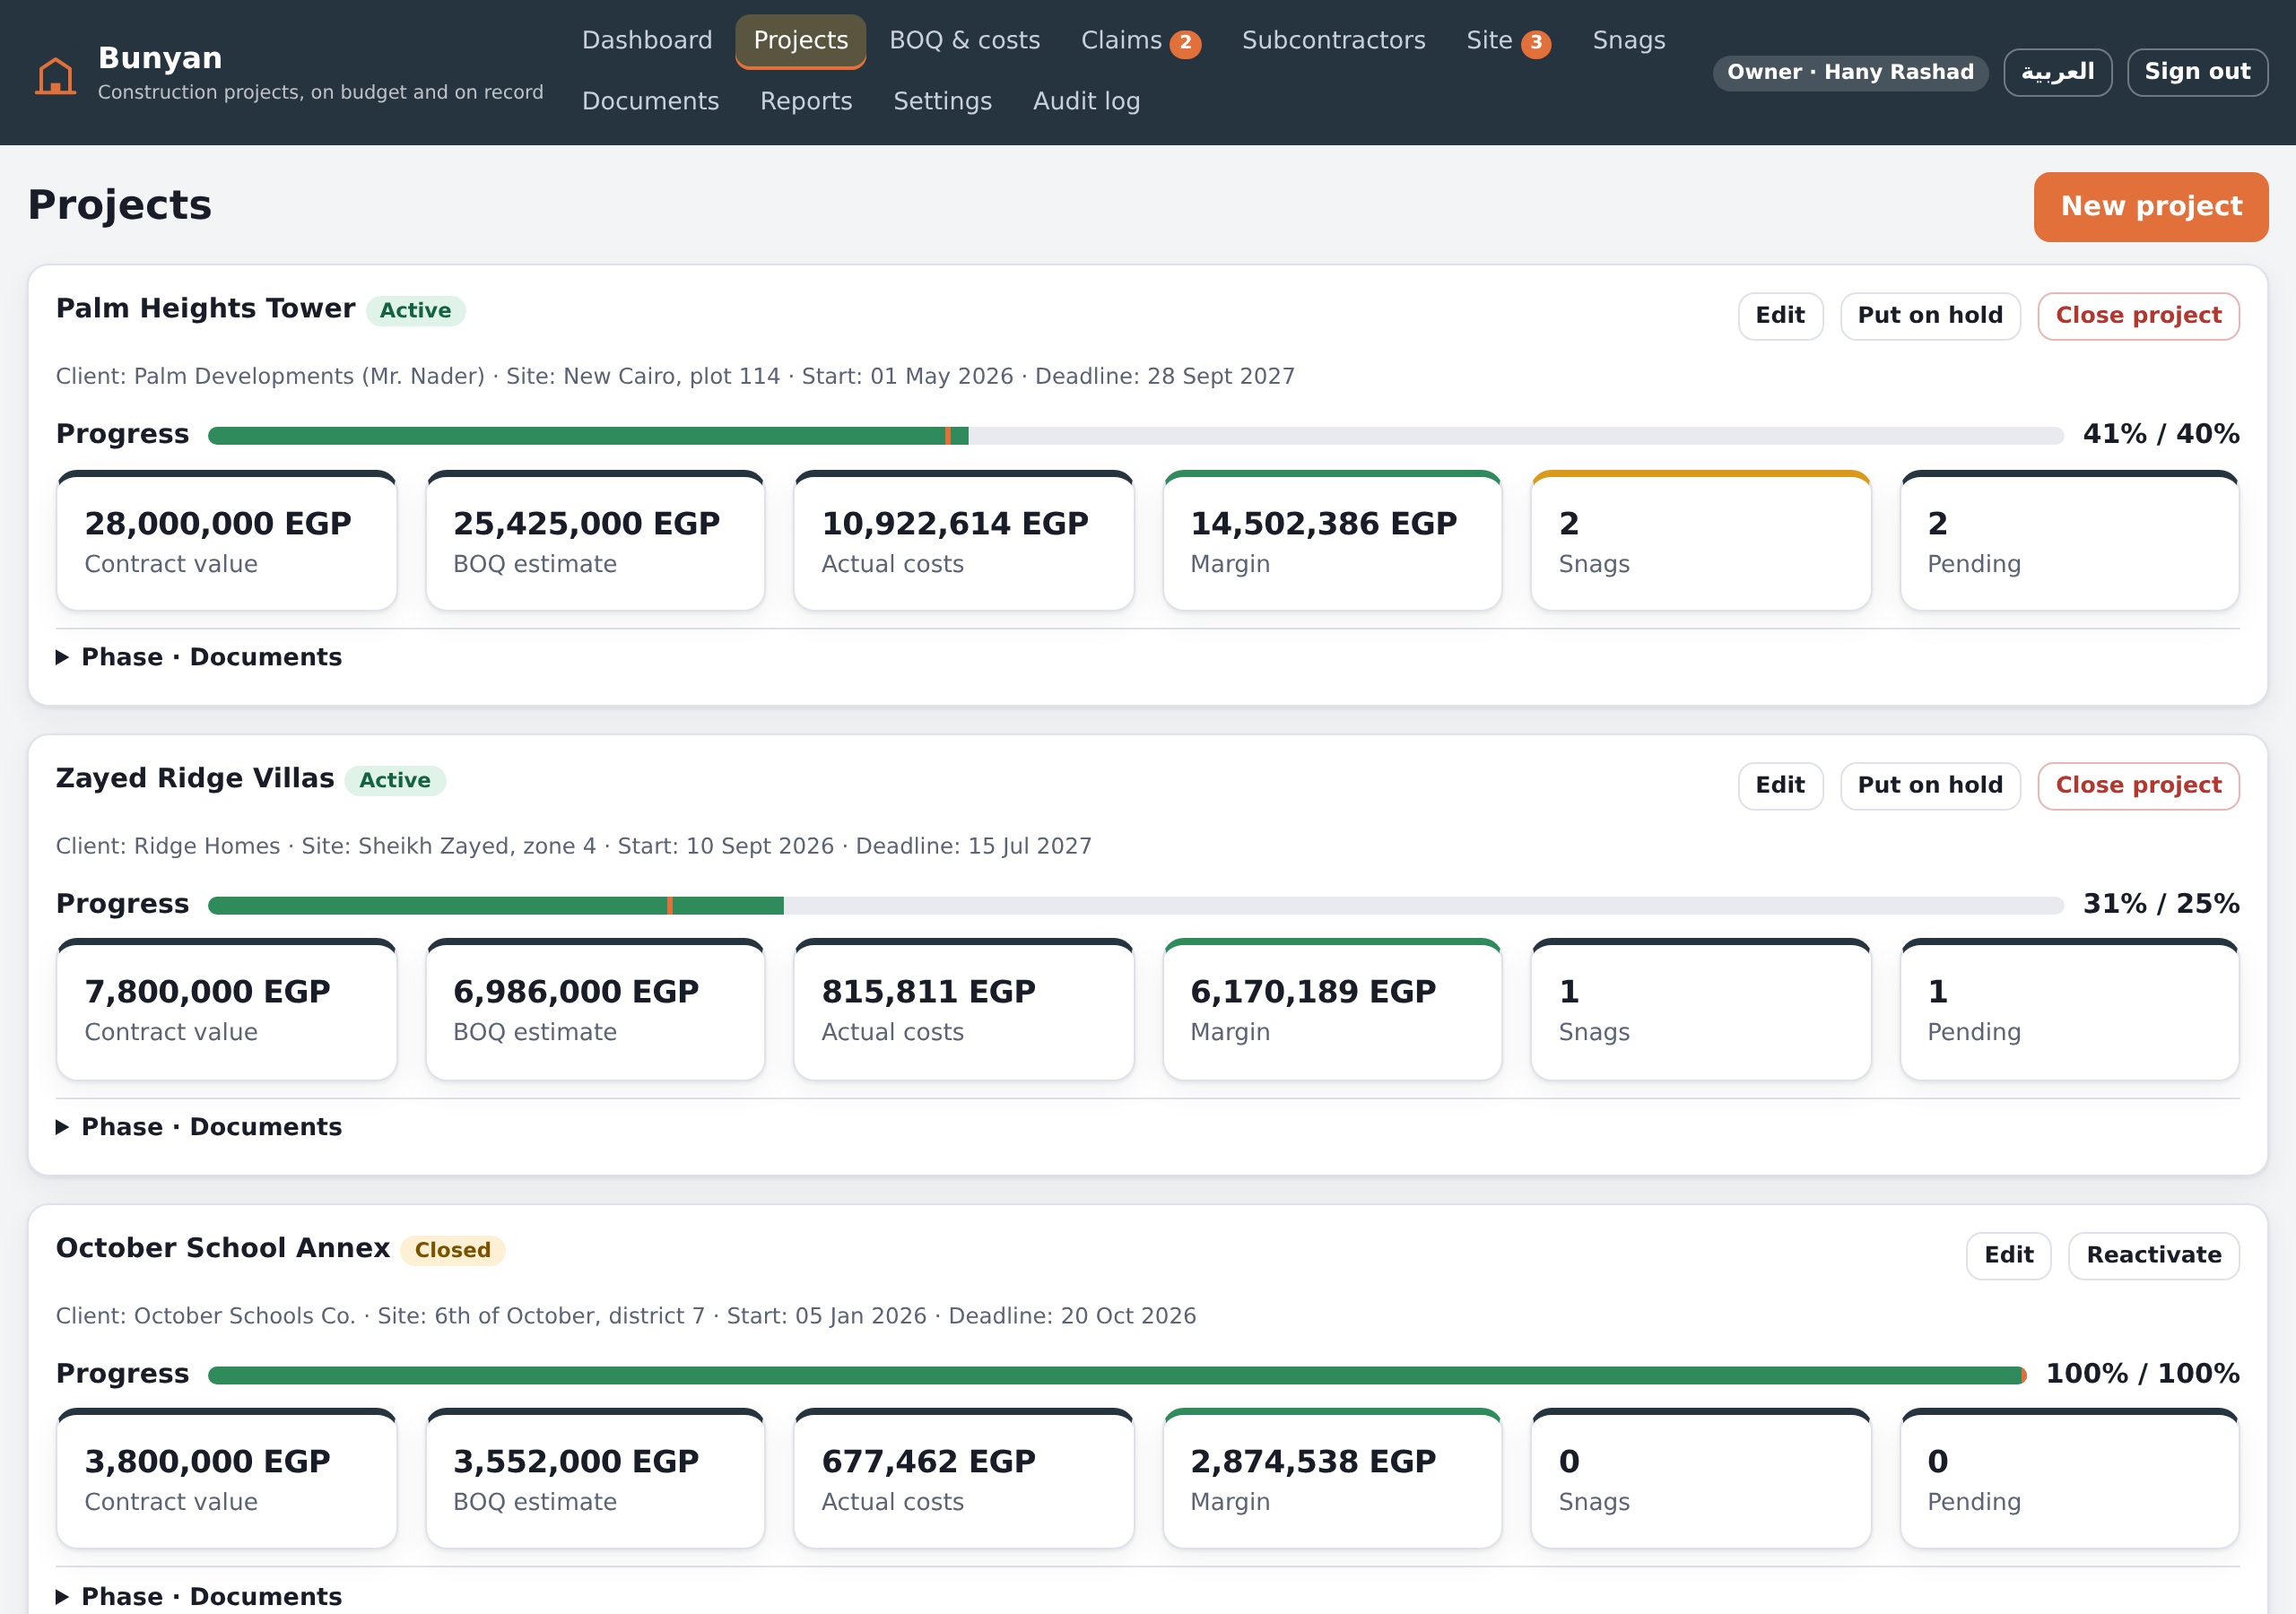 Bunyan
Construction projects, on budget and on record
Dashboard Projects BOQ & costs Claims 2 Subcontractors Site 3 Snags
Documents Reports Settings Audit log
Owner · Hany Rashad العربية Sign out
Projects New project
Palm Heights Tower Active Edit Put on hold Close project
Client: Palm Developments (Mr. Nader) · Site: New Cairo, plot 114 · Start: 01 May 2026 · Deadline: 28 Sept 2027
Progress 41% / 40%
28,000,000 EGP 25,425,000 EGP 10,922,614 EGP 14,502,386 EGP 2 2
Contract value BOQ estimate Actual costs Margin Snags Pending
Phase · Documents
Zayed Ridge Villas Active Edit Put on hold Close project
Client: Ridge Homes · Site: Sheikh Zayed, zone 4 · Start: 10 Sept 2026 · Deadline: 15 Jul 2027
Progress 31% / 25%
7,800,000 EGP 6,986,000 EGP 815,811 EGP 6,170,189 EGP 1 1
Contract value BOQ estimate Actual costs Margin Snags Pending
Phase · Documents
October School Annex Closed Edit Reactivate
Client: October Schools Co. · Site: 6th of October, district 7 · Start: 05 Jan 2026 · Deadline: 20 Oct 2026
Progress 100% / 100%
3,800,000 EGP 3,552,000 EGP 677,462 EGP 2,874,538 EGP 0 0
Contract value BOQ estimate Actual costs Margin Snags Pending
Phase · Documents